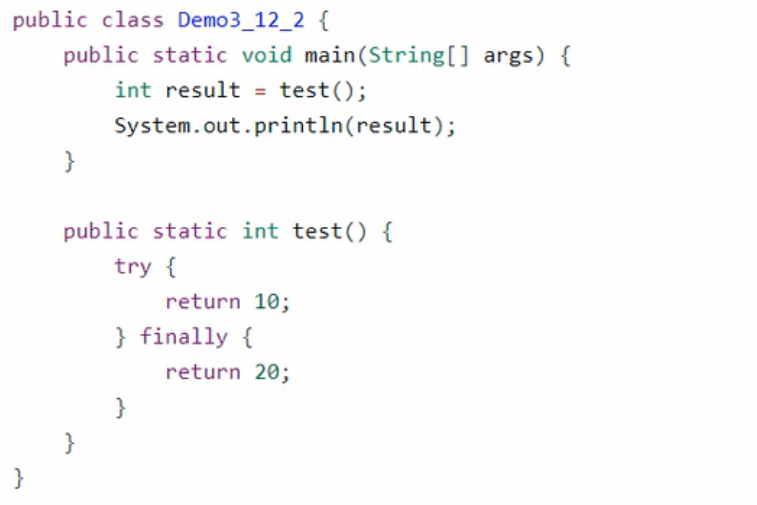 public class Demo3_12_2 {
    public static void main(String[] args) {
        int result = test();
        System.out.println(result);
    }

    public static int test() {
        try {
            return 10;
        } finally {
            return 20;
        }
    }
}